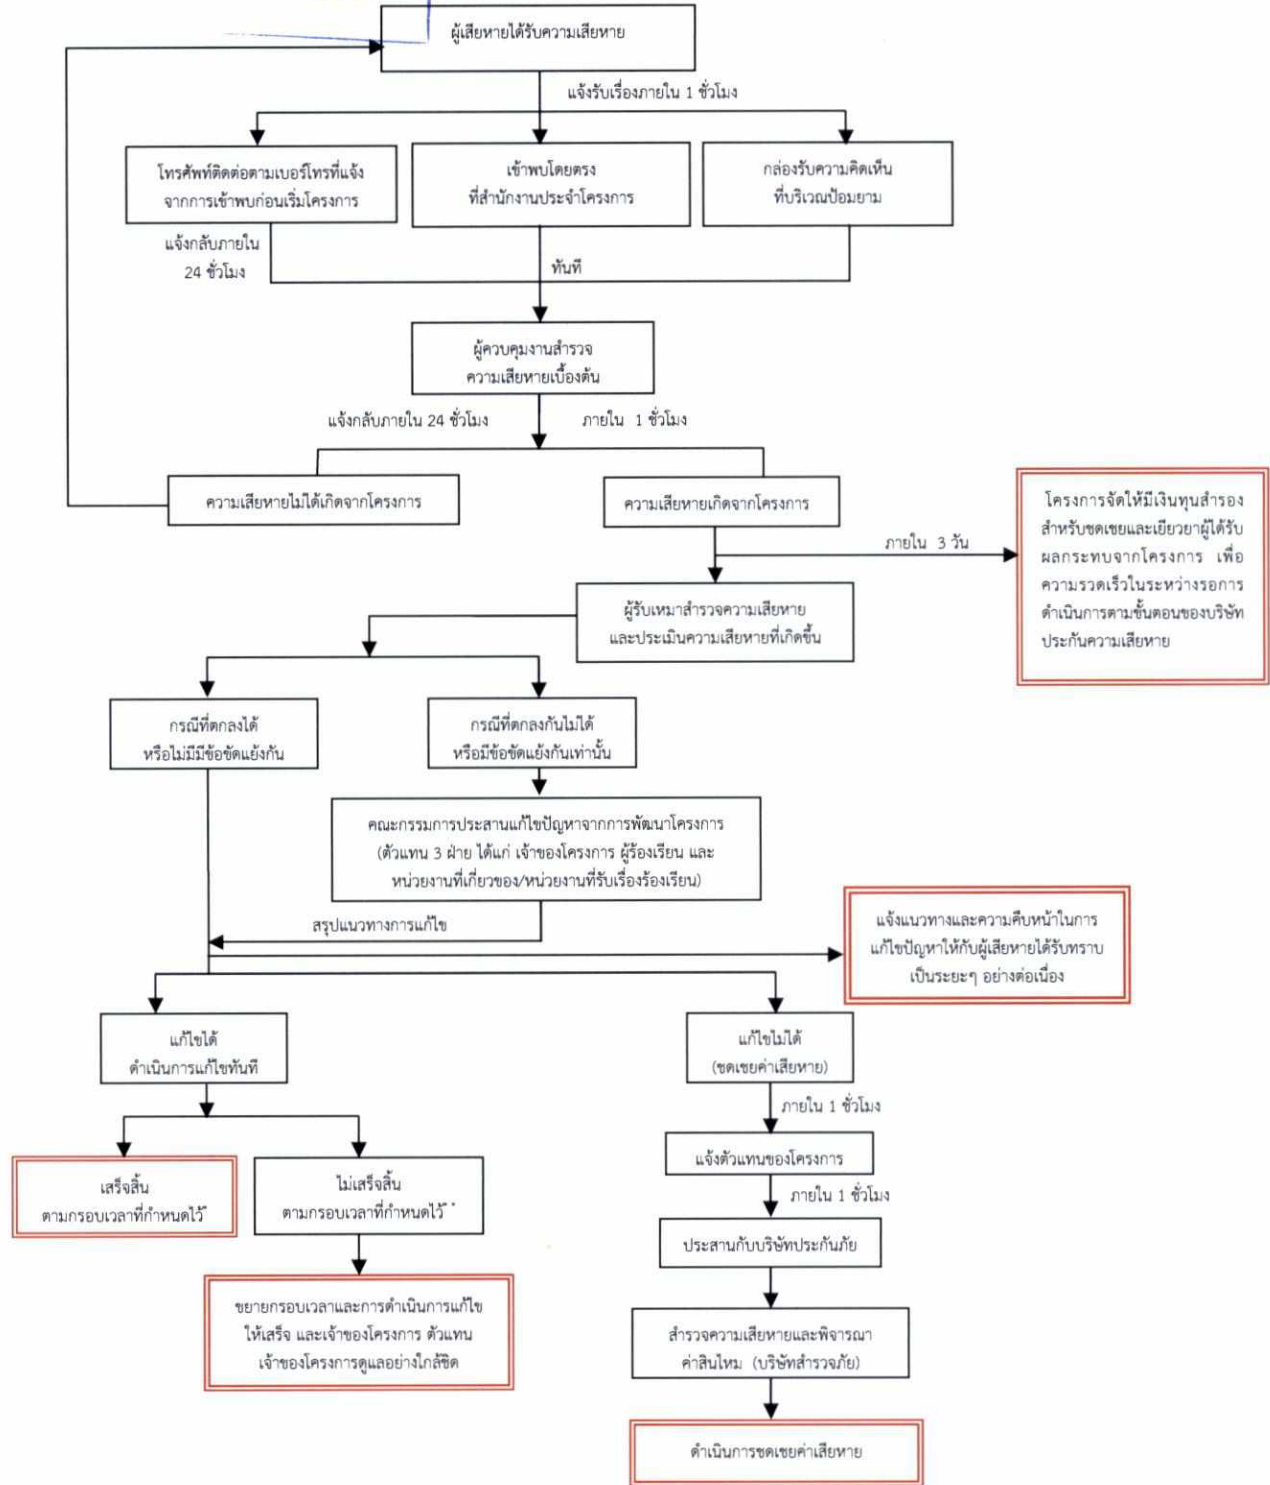 ผู้เสียหายได้รับความเสียหาย
แจ้งรับเรื่องภายใน 1 ชั่วโมง
โทรศัพท์ติดต่อตามเบอร์โทรที่แจ้ง
จากการเข้าพบก่อนเริ่มโครงการ
เข้าพบโดยตรง
ที่สำนักงานประจำโครงการ
กล่องรับความคิดเห็น
ที่บริเวณป้อมยาม
แจ้งกลับภายใน
24 ชั่วโมง
ทันที
ผู้ควบคุมงานสำรวจ
ความเสียหายเบื้องต้น
แจ้งกลับภายใน 24 ชั่วโมง
ภายใน 1 ชั่วโมง
ความเสียหายไม่ได้เกิดจากโครงการ
ความเสียหายเกิดจากโครงการ
ภายใน 3 วัน
โครงการจัดให้มีเงินทุนสำรอง
สำหรับชดเชยและเยียวยาผู้ได้รับ
ผลกระทบจากโครงการ เพื่อ
ความรวดเร็วในระหว่างรอการ
ดำเนินการตามขั้นตอนของบริษัท
ประกันความเสียหาย
ผู้รับเหมาสำรวจความเสียหาย
และประเมินความเสียหายที่เกิดขึ้น
กรณีที่ตกลงได้
หรือไม่มีมีข้อขัดแย้งกัน
กรณีที่ตกลงกันไม่ได้
หรือมีข้อขัดแย้งกันเท่านั้น
คณะกรรมการประสานแก้ไขปัญหาจากการพัฒนาโครงการ
(ตัวแทน 3 ฝ่าย ได้แก่ เจ้าของโครงการ ผู้ร้องเรียน และ
หน่วยงานที่เกี่ยวของ/หน่วยงานที่รับเรื่องร้องเรียน)
สรุปแนวทางการแก้ไข
แจ้งแนวทางและความคืบหน้าในการ
แก้ไขปัญหาให้กับผู้เสียหายได้รับทราบ
เป็นระยะๆ อย่างต่อเนื่อง
แก้ไขได้
ดำเนินการแก้ไขทันที
แก้ไขไม่ได้
(ชดเชยค่าเสียหาย)
ภายใน 1 ชั่วโมง
แจ้งตัวแทนของโครงการ
ภายใน 1 ชั่วโมง
เสร็จสิ้น
ตามกรอบเวลาที่กำหนดไว้*
ไม่เสร็จสิ้น
ตามกรอบเวลาที่กำหนดไว้**
ประสานกับบริษัทประกันภัย
ขยายกรอบเวลาและการดำเนินการแก้ไข
ให้เสร็จ และเจ้าของโครงการ ตัวแทน
เจ้าของโครงการดูแลอย่างใกล้ชิด
สำรวจความเสียหายและพิจารณา
ค่าสินไหม (บริษัทสำรวจภัย)
ดำเนินการชดเชยค่าเสียหาย